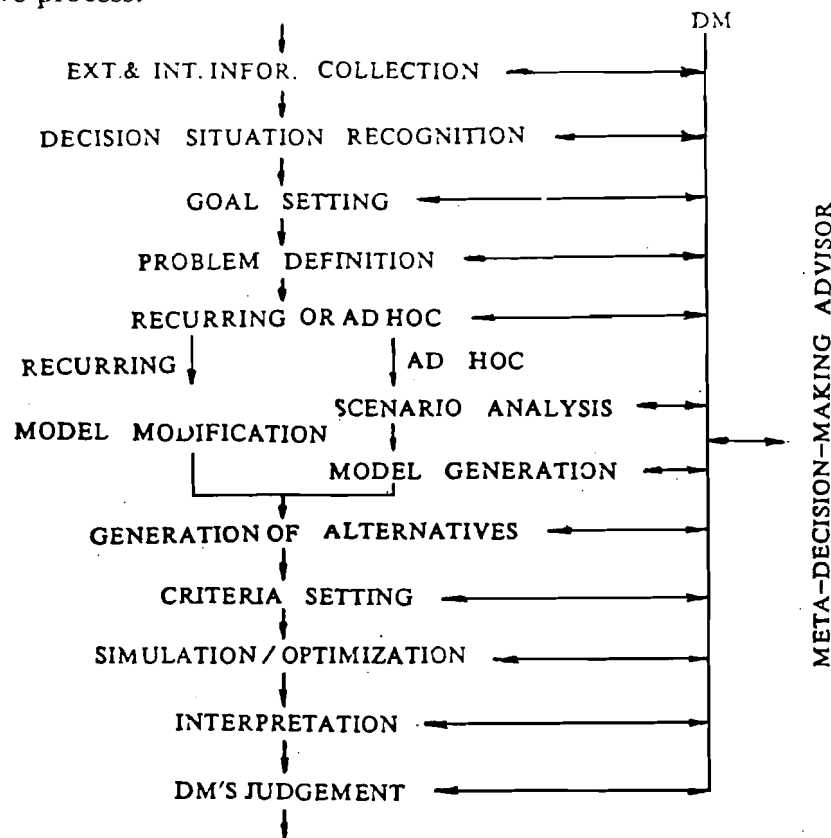 ve process.
DM
EXT.& INT.INFOR. COLLECTION
DECISION SITUATION RECOGNITION
GOAL SETTING
PROBLEM DEFINITION
RECURRING OR AD HOC
RECURRING
AD HOC
SCENARIO ANALYSIS
MODEL MODIFICATION
MODEL GENERATION
GENERATION OF ALTERNATIVES
CRITERIA SETTING
SIMULATION / OPTIMIZATION
INTERPRETATION
DM'S JUDGEMENT
META-DECISION-MAKING ADVISOR